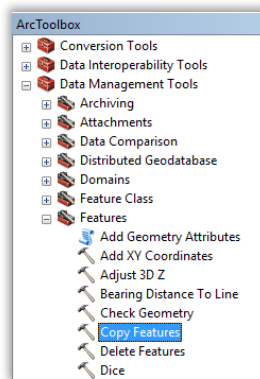 ArcToolbox
Conversion Tools
Data Interoperability Tools
Data Management Tools
Archiving
Attachments
Data Comparison
Distributed Geodatabase
Domains
Feature Class
Features
Add Geometry Attributes
Add XY Coordinates
Adjust 3D Z
Bearing Distance To Line
Check Geometry
Copy Features
Delete Features
Dice